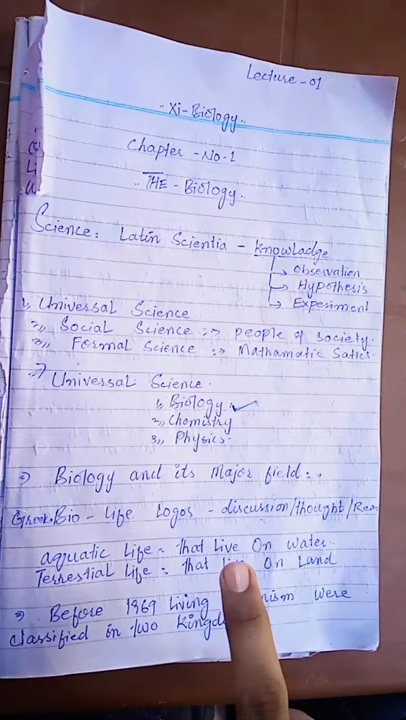 Lecture - 01
Xi-Biology
Chapter - No-1
THE - Biology
Science: Latin Scientia - Knowladge
→ Observation
→ Hypothesis
→ Experiment
1,, Universal Science
2,, Social Science :→ people of society.
3,, Formal Science :→ Mathamatic
⇒ Universal Science.
1,, Biology ✓
2,, Chemistry
3,, Physics.
⇒ Biology and its Major field:.
Greek. Bio - Life Logos - discussion/thought/
aquatic Life = that Live On water.
Terrestial Life = that On Land
⇒ Before 1969 Living were
classified in two